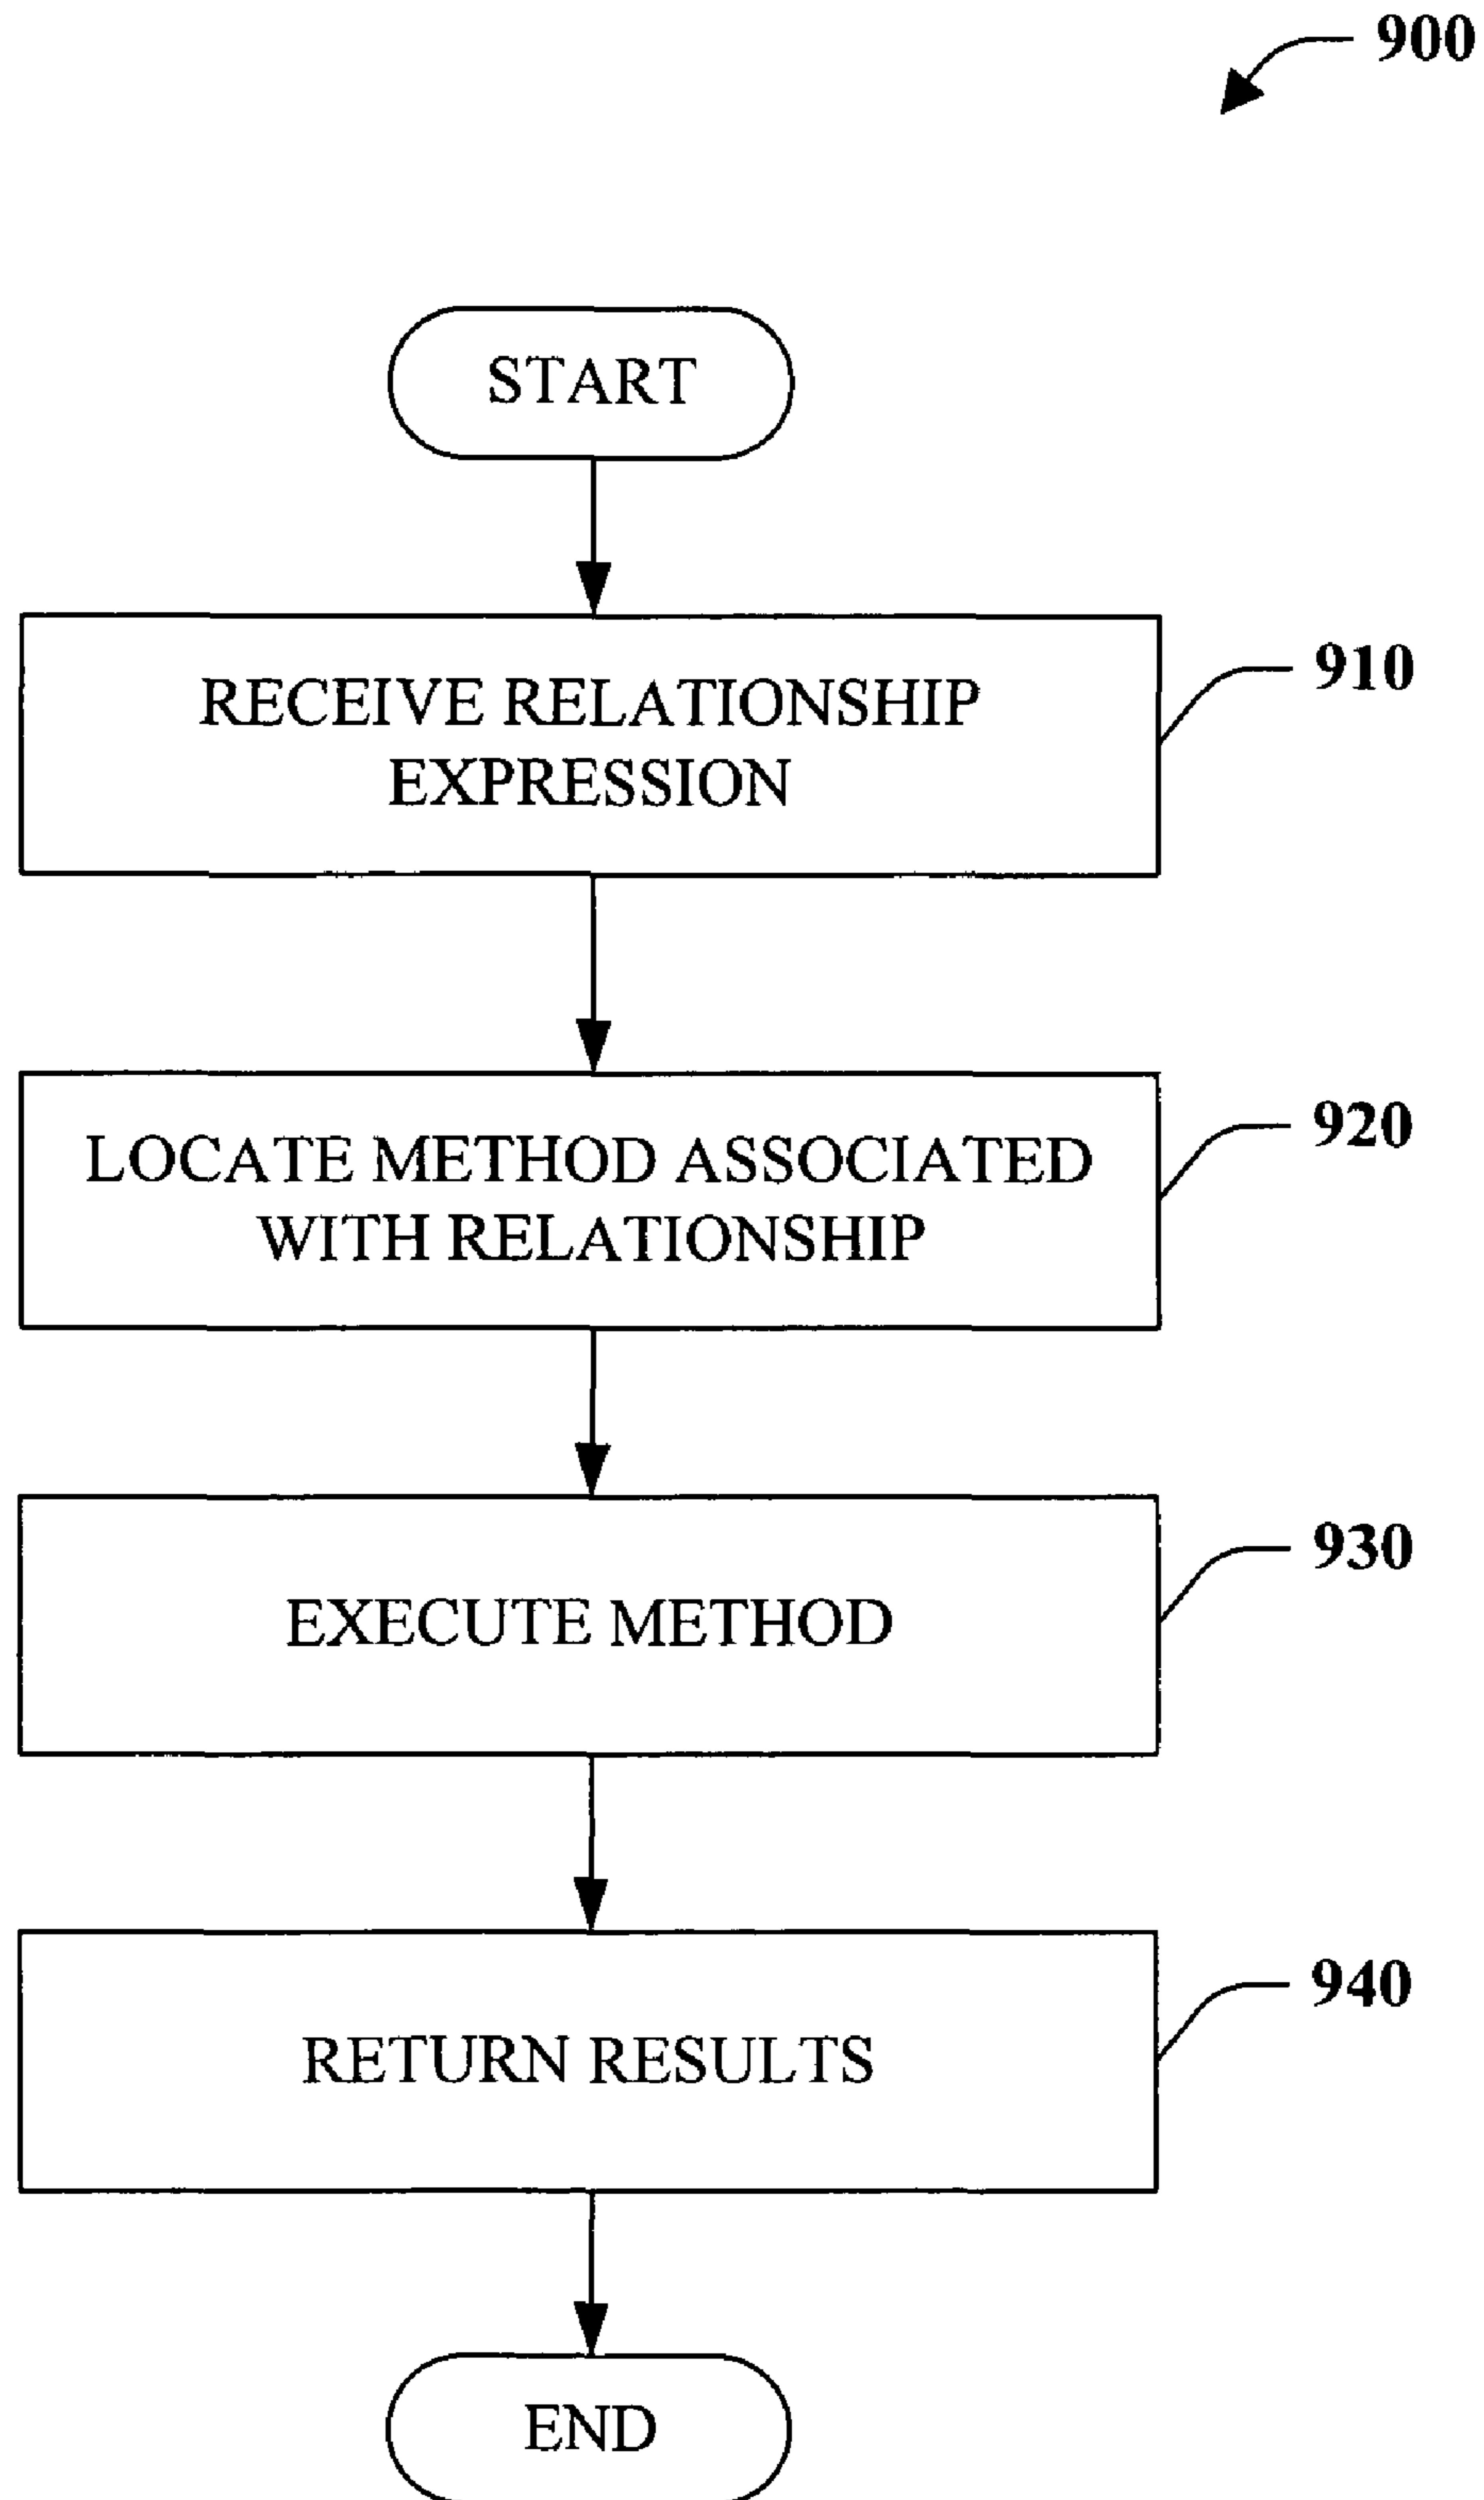 900
START
RECEIVE RELATIONSHIP
EXPRESSION
910
LOCATE METHOD ASSOCIATED
WITH RELATIONSHIP
920
EXECUTE METHOD
930
RETURN RESULTS
940
END